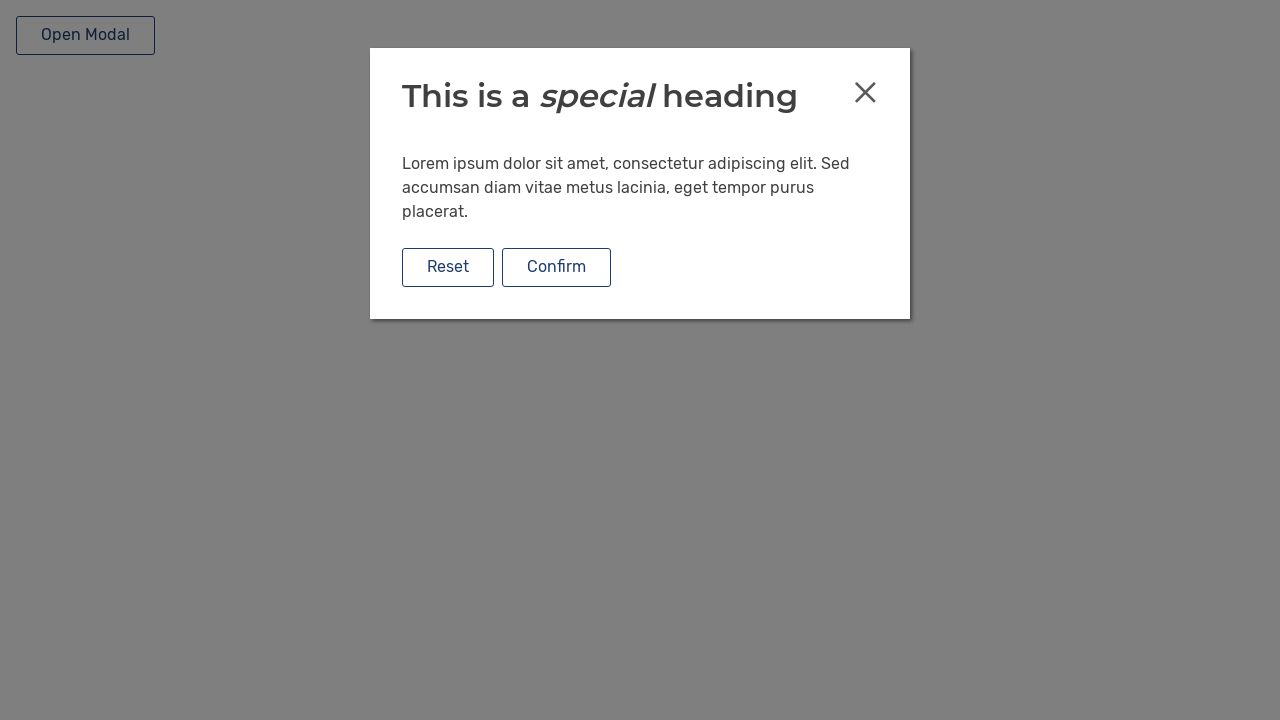 Open Modal
This is a special heading
Lorem ipsum dolor sit amet, consectetur adipiscing elit. Sed
accumsan diam vitae metus lacinia, eget tempor purus
placerat.
Reset
Confirm